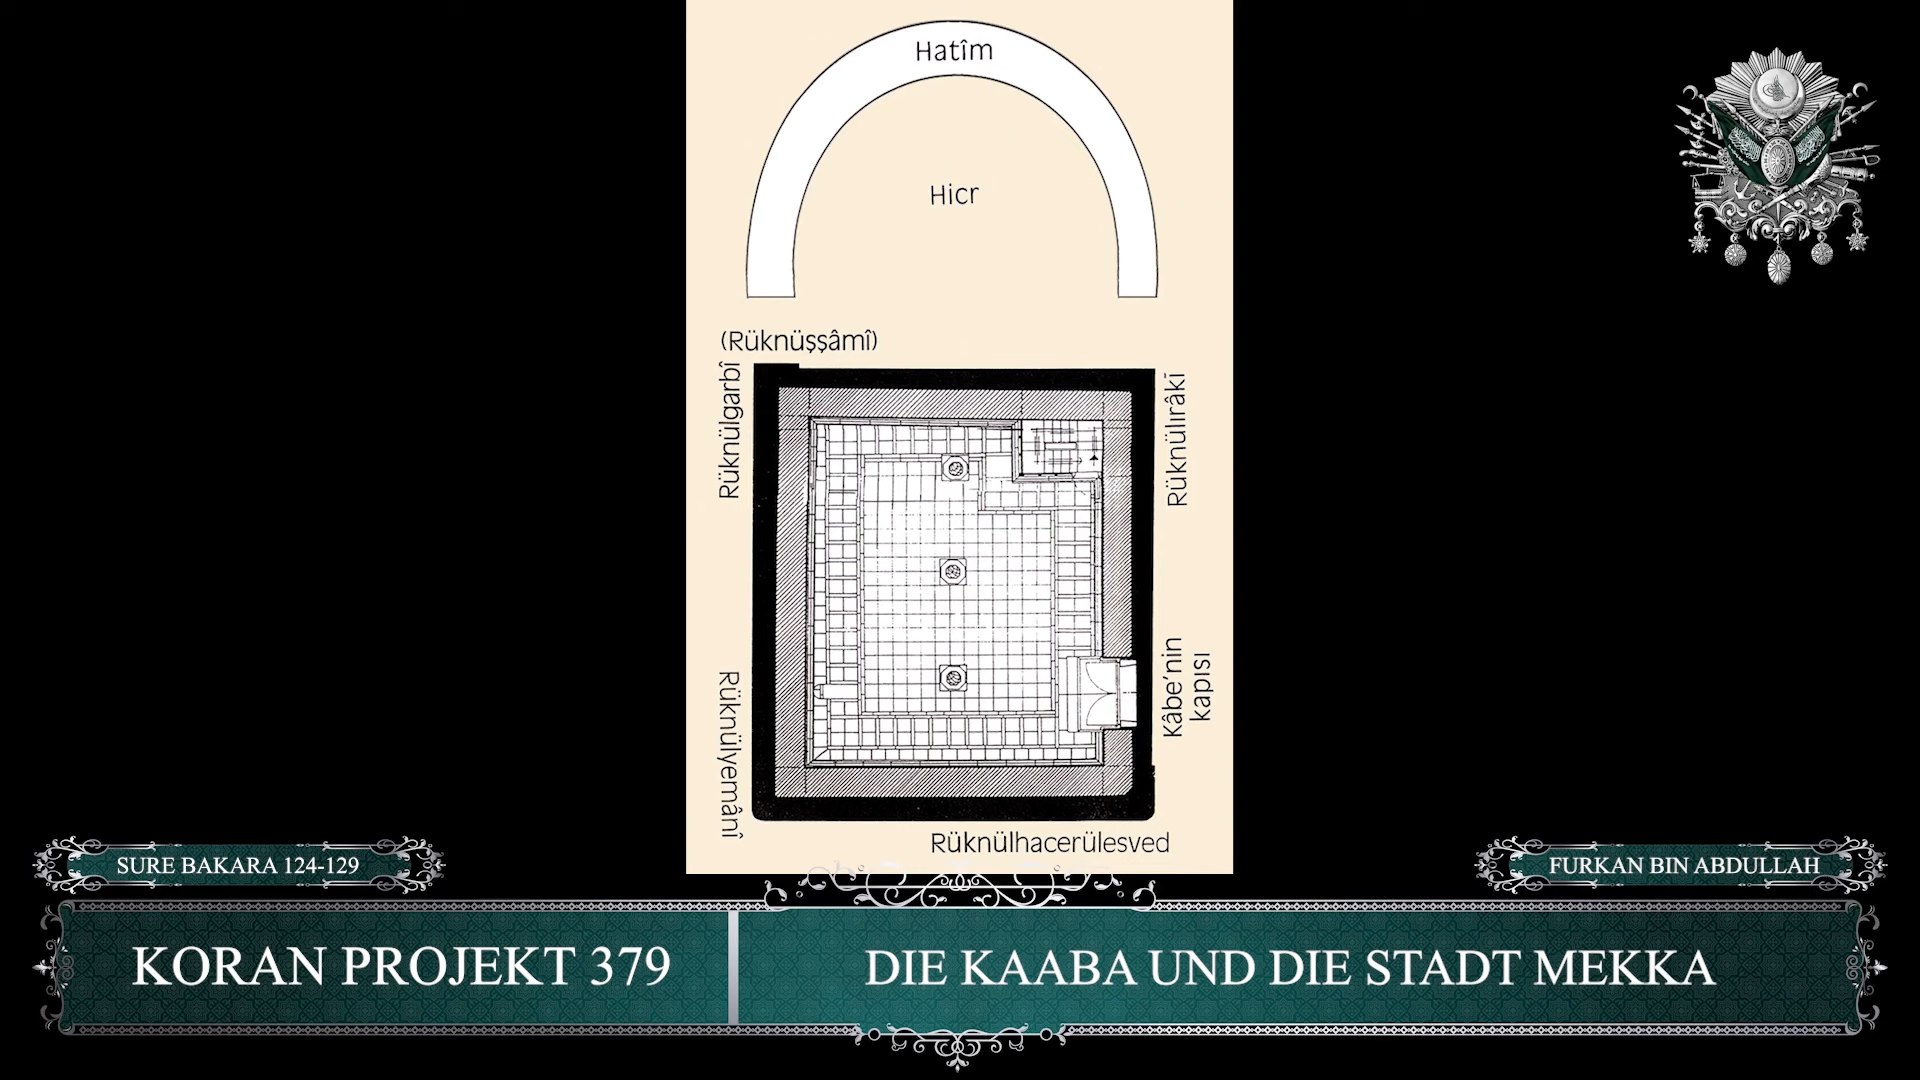 Hatîm
Hicr
(Rüknüşşâmî)
Rüknülgarbî
Rüknülırâkī
Rüknülyemânî
Kâbe'nin
kapısı
Rüknülhacerülesved
SURE BAKARA 124-129
FURKAN BIN ABDULLAH
KORAN PROJEKT 379
DIE KAABA UND DIE STADT MEKKA